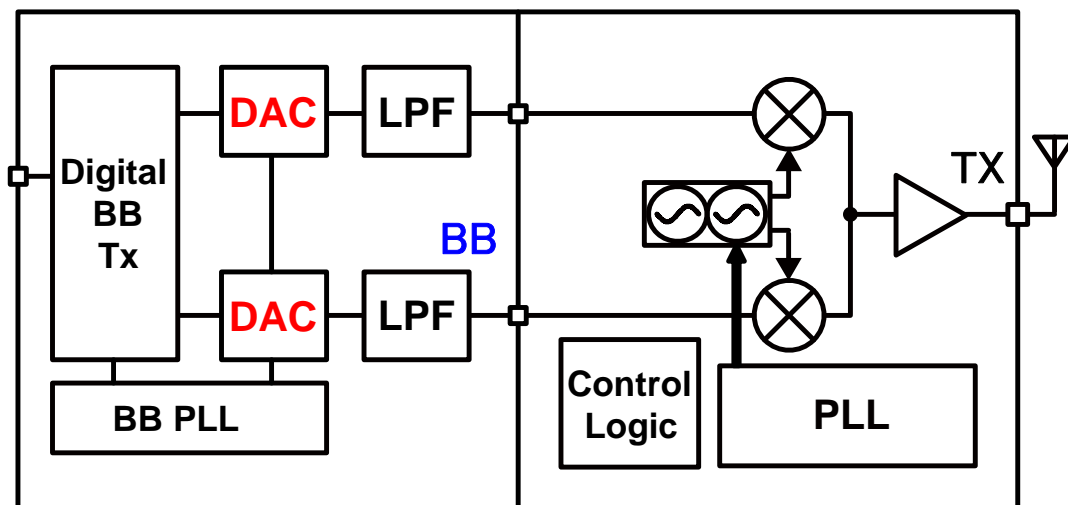 DAC
LPF
Digital
BB
Tx
TX
BB
DAC
LPF
Control
Logic
BB PLL
PLL